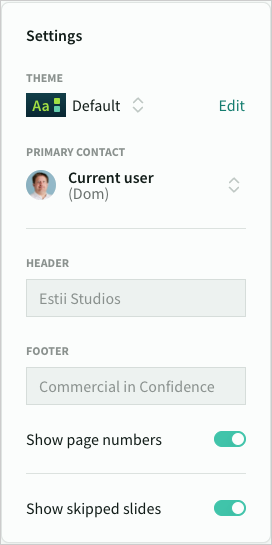 Settings
THEME
Aa Default Edit
PRIMARY CONTACT
Current user
(Dom)
HEADER
Estii Studios
FOOTER
Commercial in Confidence
Show page numbers
Show skipped slides